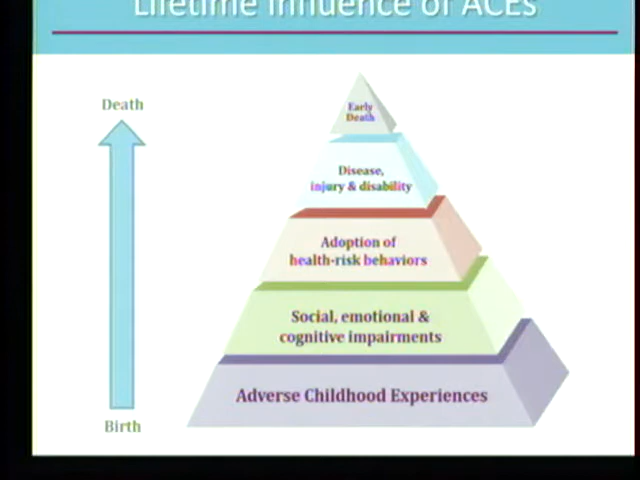 Lifetime Influence of ACEs
Death
Early
Death
Disease,
injury & disability
Adoption of
health-risk behaviors
Social, emotional &
cognitive impairments
Adverse Childhood Experiences
Birth